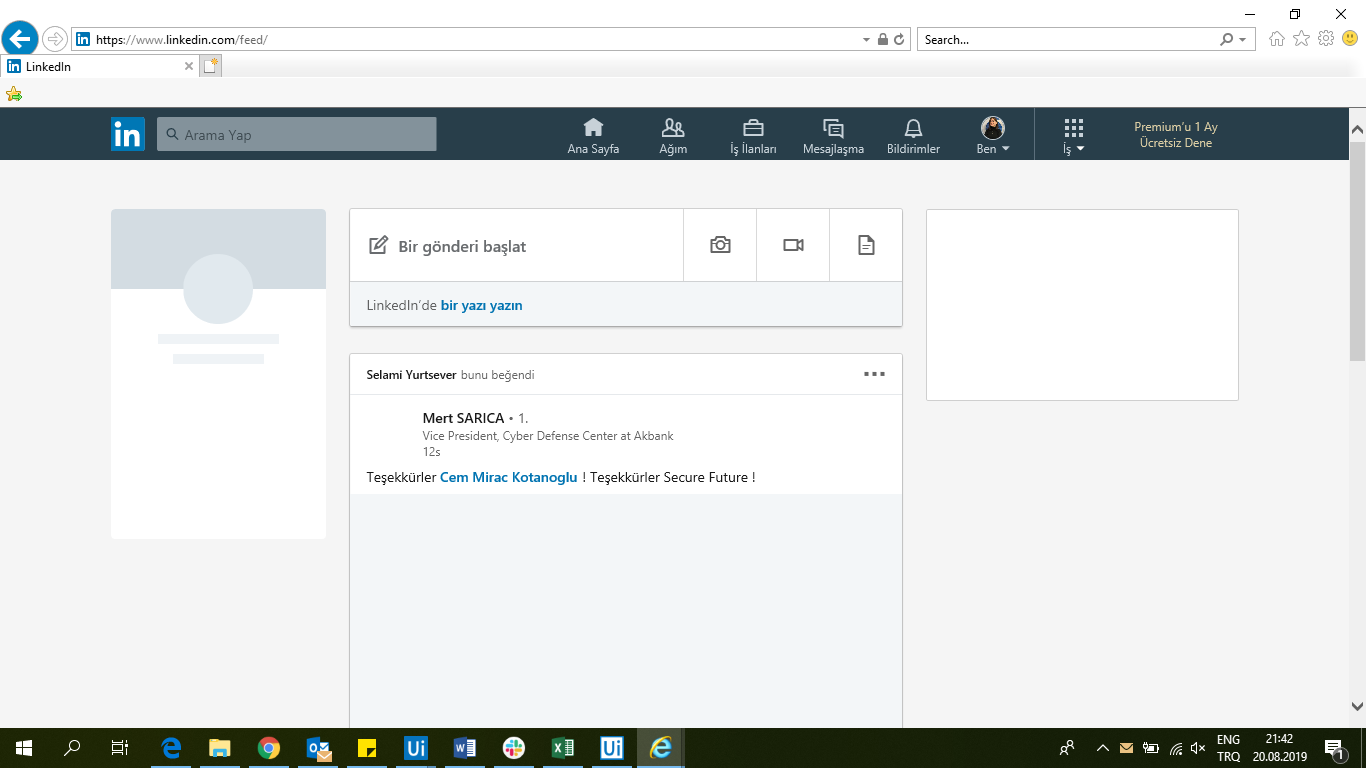 https://www.linkedin.com/feed/
Search...
LinkedIn
in
Arama Yap
Ana Sayfa
Ağım
İş İlanları
Mesajlaşma
Bildirimler
Ben
İş
Premium'u 1 Ay
Ücretsiz Dene
Bir gönderi başlat
LinkedIn'de bir yazı yazın
Selami Yurtsever bunu beğendi
Mert SARICA • 1.
Vice President, Cyber Defense Center at Akbank
12s
Teşekkürler Cem Mirac Kotanoglu ! Teşekkürler Secure Future !
Ui
Ui
ENG
TRQ
21:42
20.08.2019
1